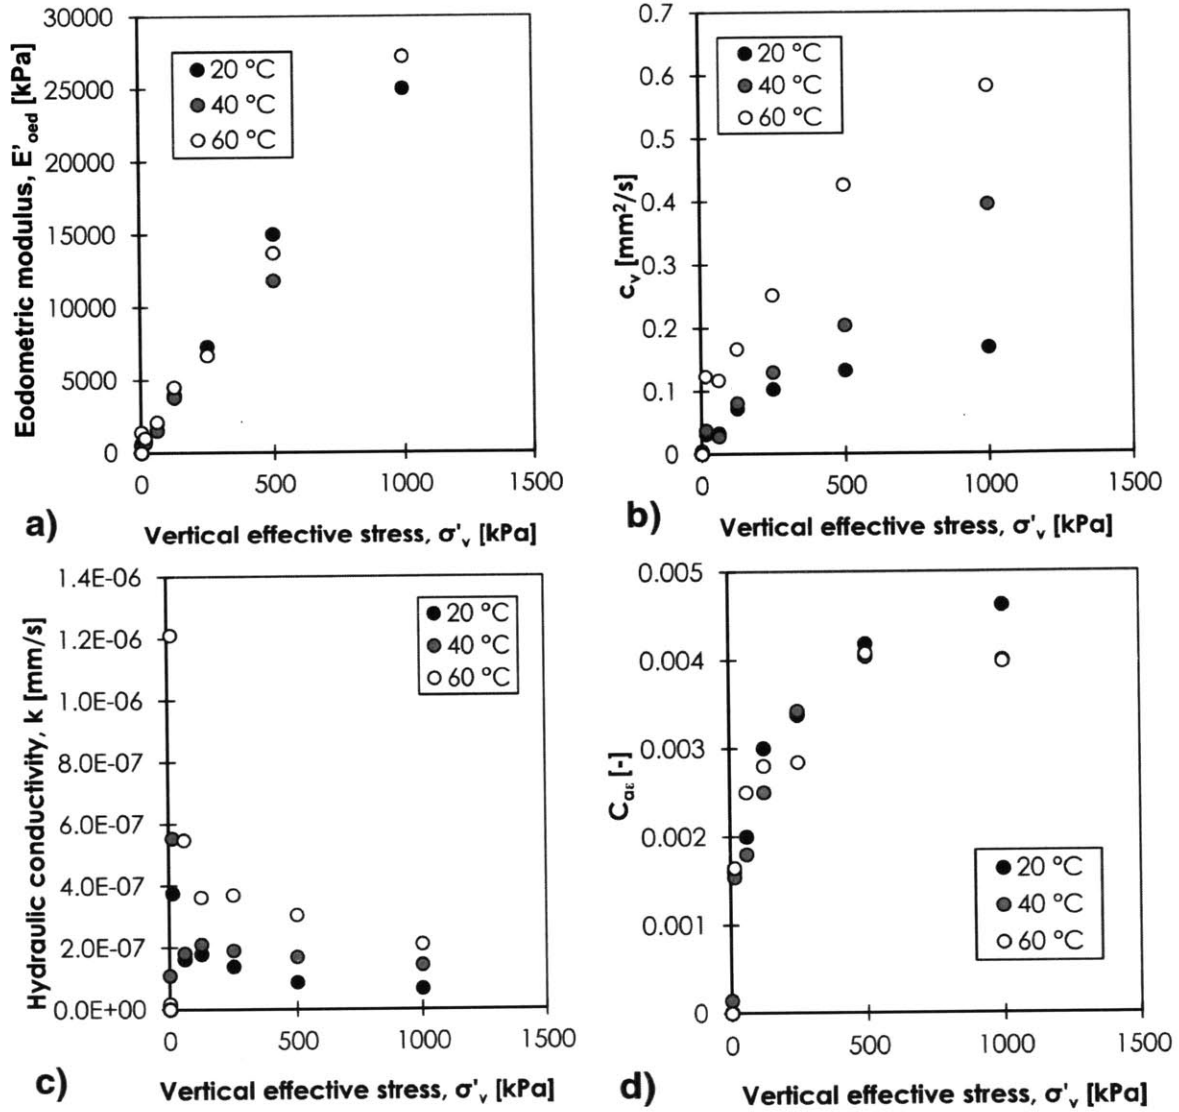 30000
25000
20000
15000
10000
5000
0
Eodometric modulus, E'oed [kPa]
20 °C
40 °C
60 °C
0
500
1000
1500
a)
Vertical effective stress, σ'v [kPa]
0.7
0.6
0.5
0.4
0.3
0.2
0.1
0
cv [mm²/s]
20 °C
40 °C
60 °C
0
500
1000
1500
b)
Vertical effective stress, σ'v [kPa]
1.4E-06
1.2E-06
1.0E-06
8.0E-07
6.0E-07
4.0E-07
2.0E-07
0.0E+00
Hydraulic conductivity, k [mm/s]
20 °C
40 °C
60 °C
0
500
1000
1500
c)
Vertical effective stress, σ'v [kPa]
0.005
0.004
0.003
0.002
0.001
0
Cαε [-]
20 °C
40 °C
60 °C
0
500
1000
1500
d)
Vertical effective stress, σ'v [kPa]